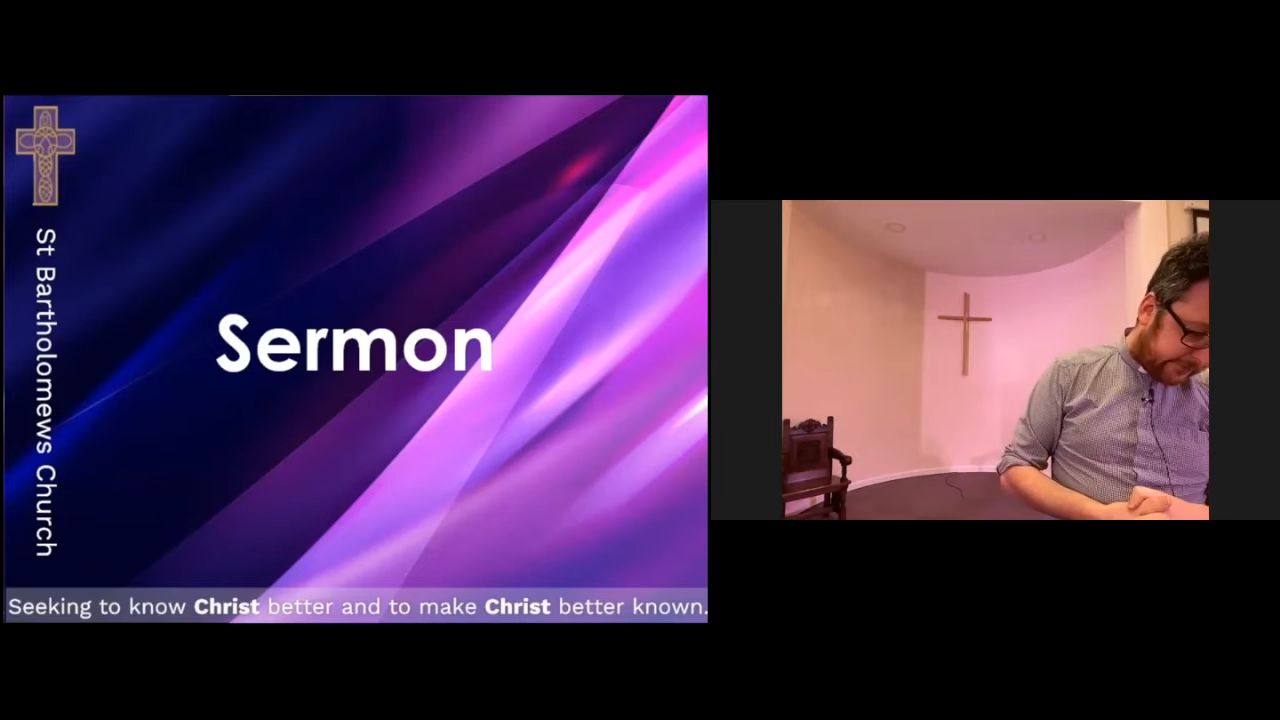 St Bartholomews Church
Sermon
Seeking to know Christ better and to make Christ better known.